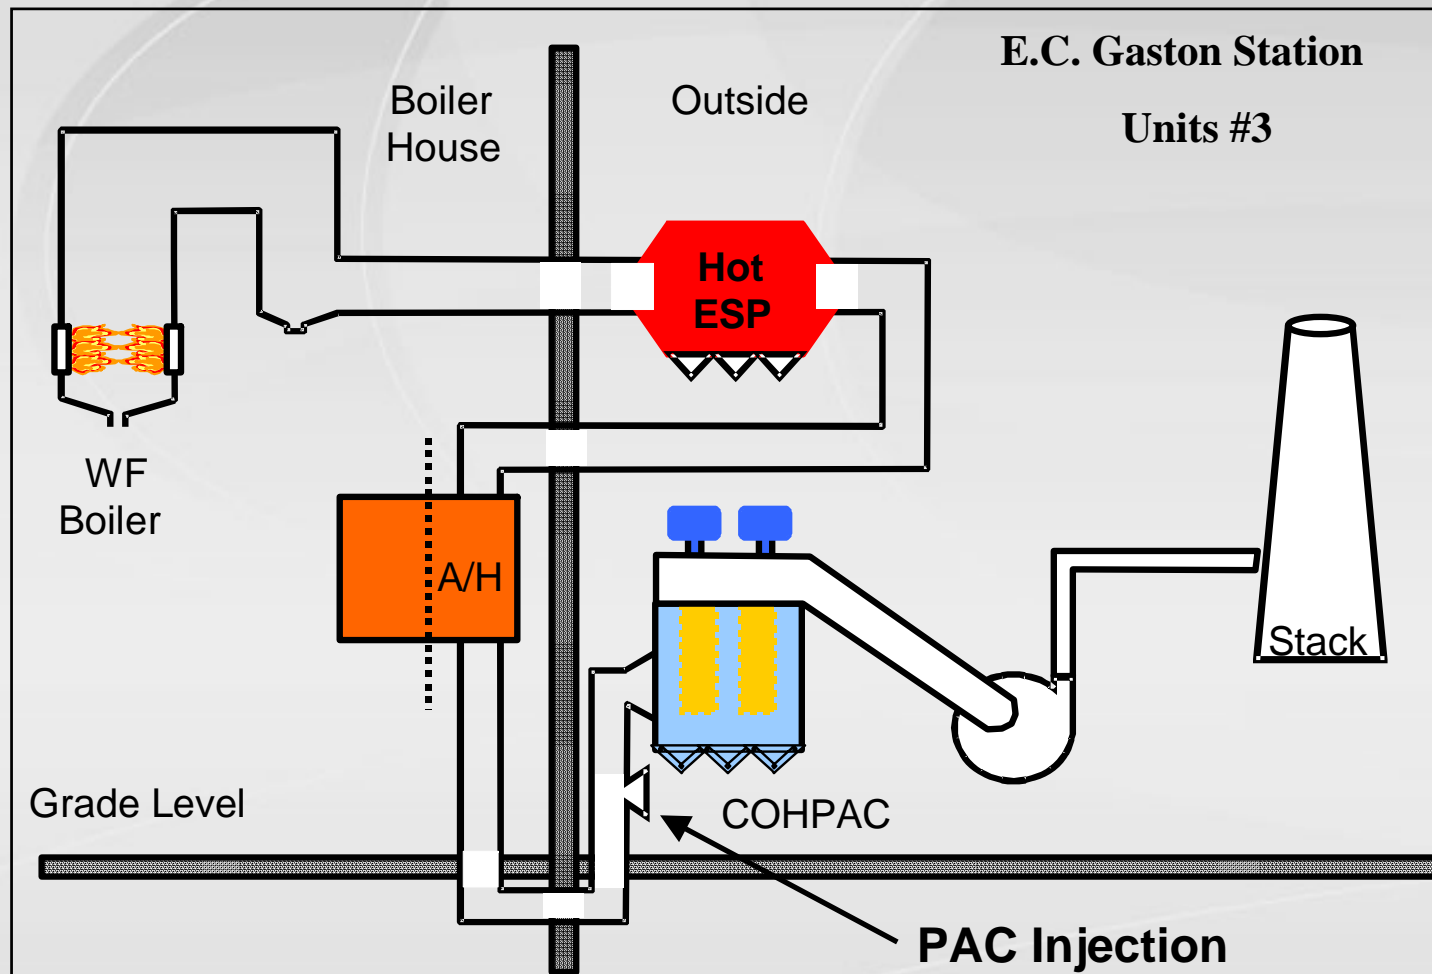 E.C. Gaston Station
Units #3
Boiler
House
Outside
Hot
ESP
WF
Boiler
A/H
Stack
Grade Level
COHPAC
PAC Injection